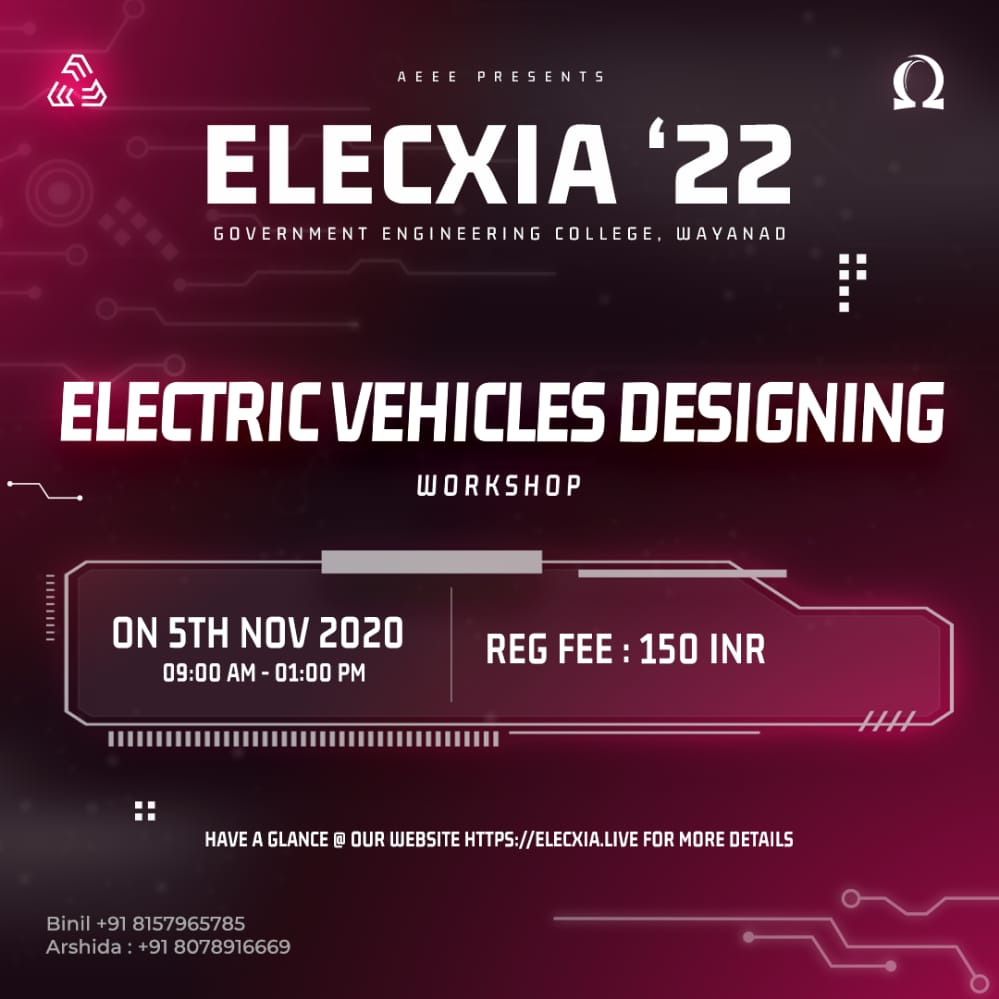 AEEE PRESENTS
ELECXIA ‘22
GOVERNMENT ENGINEERING COLLEGE, WAYANAD
ELECTRIC VEHICLES DESIGNING
WORKSHOP
ON 5TH NOV 2020
09:00 AM - 01:00 PM
REG FEE : 150 INR
HAVE A GLANCE @ OUR WEBSITE HTTPS://ELECXIA.LIVE FOR MORE DETAILS
Binil +91 8157965785
Arshida : +91 8078916669